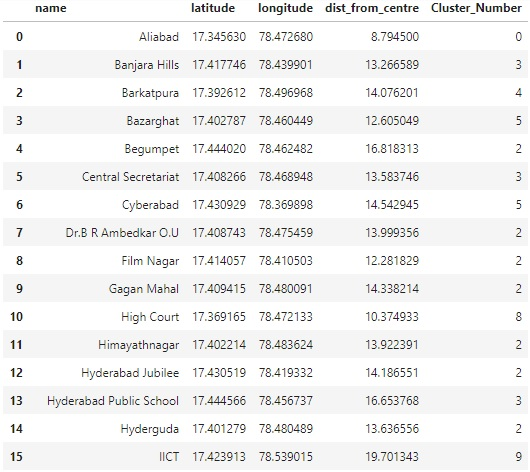 name latitude longitude dist_from_centre Cluster_Number
0 Aliabad 17.345630 78.472680 8.794500 0
1 Banjara Hills 17.417746 78.439901 13.266589 3
2 Barkatpura 17.392612 78.496968 14.076201 4
3 Bazarghat 17.402787 78.460449 12.605049 5
4 Begumpet 17.444020 78.462482 16.818313 2
5 Central Secretariat 17.408266 78.468948 13.583746 3
6 Cyberabad 17.430929 78.369898 14.542945 5
7 Dr.B R Ambedkar O.U 17.408743 78.475459 13.999356 2
8 Film Nagar 17.414057 78.410503 12.281829 2
9 Gagan Mahal 17.409415 78.480091 14.338214 2
10 High Court 17.369165 78.472133 10.374933 8
11 Himayathnagar 17.402214 78.483624 13.922391 2
12 Hyderabad Jubilee 17.430519 78.419332 14.186551 2
13 Hyderabad Public School 17.444566 78.456737 16.653768 3
14 Hyderguda 17.401279 78.480489 13.636556 2
15 IICT 17.423913 78.539015 19.701343 9